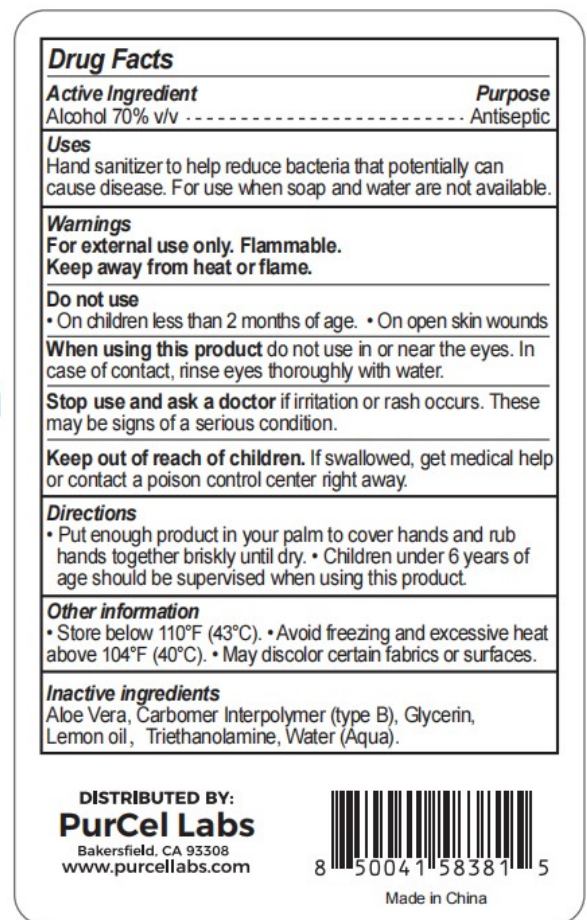 Drug Facts
Active Ingredient Purpose
Alcohol 70% v/v - - - - - - - - - - - - - - - - - - - - - - - - - - Antiseptic
Uses
Hand sanitizer to help reduce bacteria that potentially can
cause disease. For use when soap and water are not available.
Warnings
For external use only. Flammable.
Keep away from heat or flame.
Do not use
• On children less than 2 months of age. • On open skin wounds
When using this product do not use in or near the eyes. In
case of contact, rinse eyes thoroughly with water.
Stop use and ask a doctor if irritation or rash occurs. These
may be signs of a serious condition.
Keep out of reach of children. If swallowed, get medical help
or contact a poison control center right away.
Directions
• Put enough product in your palm to cover hands and rub
hands together briskly until dry. • Children under 6 years of
age should be supervised when using this product.
Other information
• Store below 110°F (43°C). • Avoid freezing and excessive heat
above 104°F (40°C). • May discolor certain fabrics or surfaces.
Inactive ingredients
Aloe Vera, Carbomer Interpolymer (type B), Glycerin,
Lemon oil, Triethanolamine, Water (Aqua).
DISTRIBUTED BY:
PurCel Labs
Bakersfield, CA 93308
www.purcellabs.com
8 50041 58381 5
Made in China